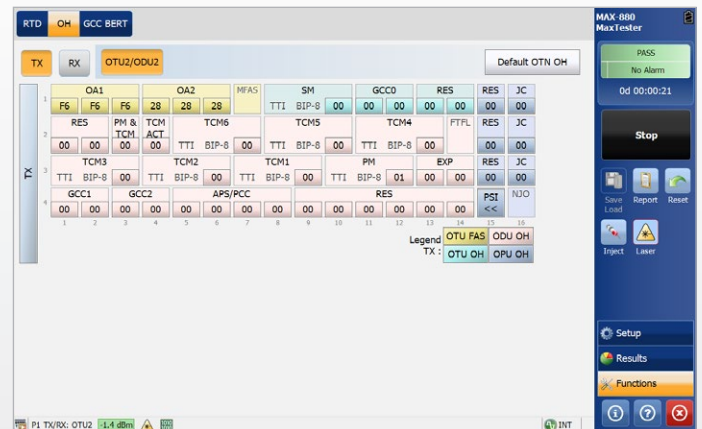 RTD OH GCC BERT
TX RX OTU2/ODU2 Default OTN OH
OA1 OA2 MFAS SM GCC0 RES RES JC
1 F6 F6 F6 28 28 28 TTI BIP-8 00 00 00 00 00 00 00
RES PM & TCM TCM ACT TCM6 TCM5 TCM4 FTFL RES JC
2 00 00 00 00 TTI BIP-8 00 TTI BIP-8 00 TTI BIP-8 00 00 00
TCM3 TCM2 TCM1 PM EXP RES JC
TX 3 TTI BIP-8 00 TTI BIP-8 00 TTI BIP-8 00 TTI BIP-8 01 00 00 00 00
GCC1 GCC2 APS/PCC RES PSI NJO
4 00 00 00 00 00 00 00 00 00 00 00 00 00 00 <<
1 2 3 4 5 6 7 8 9 10 11 12 13 14 15 16
Legend TX : OTU FAS ODU OH
OTU OH OPU OH
P1 TX/RX: OTU2 -1.4 dBm INT
MAX-880
MaxTester
PASS
No Alarm
0d 00:00:21
Stop
Save Load Report Reset
Inject Laser
Setup
Results
Functions